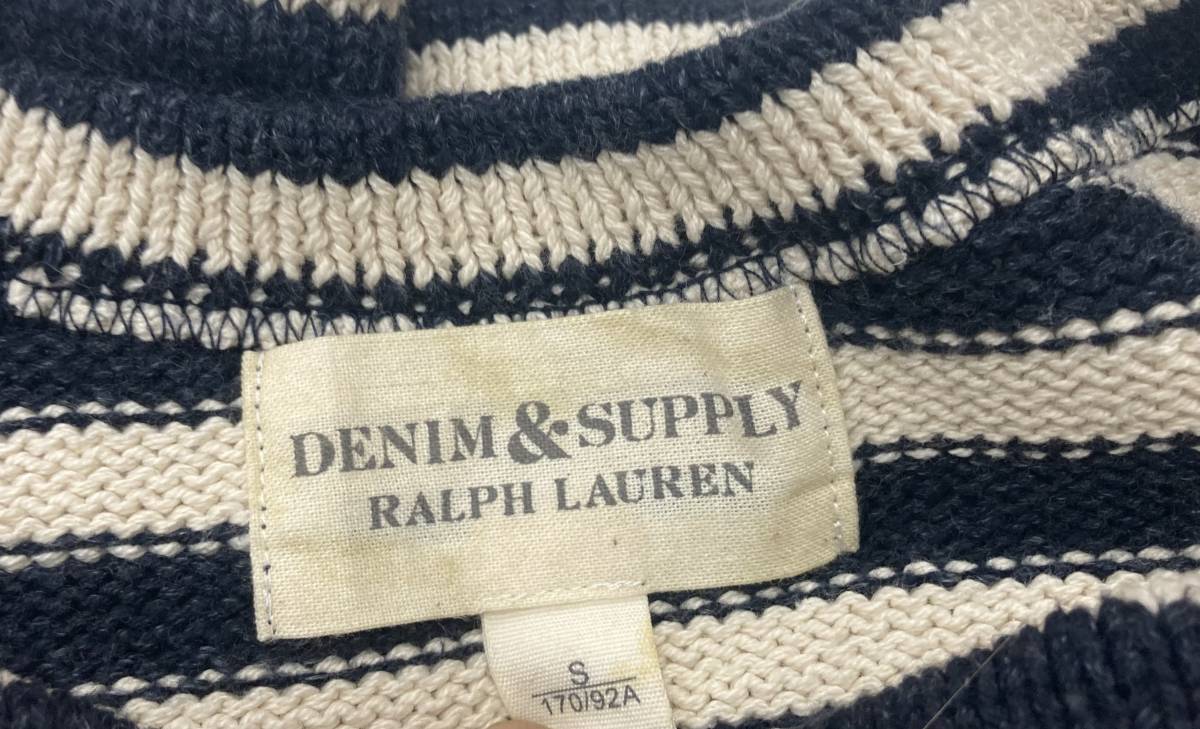 DENIM & SUPPLY
RALPH LAUREN
S
170/92A